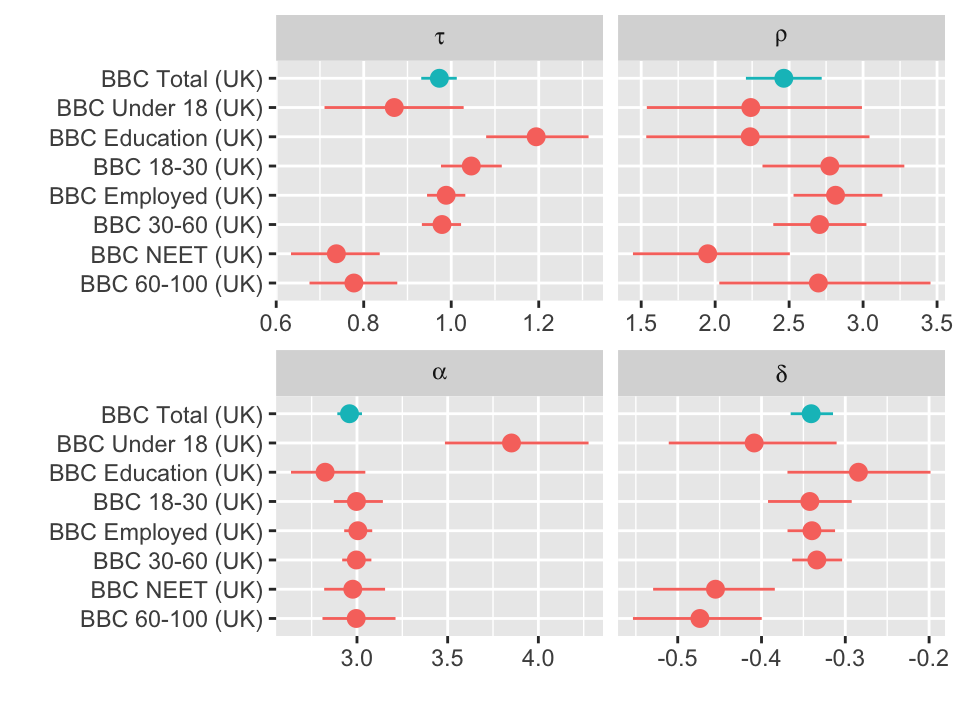 τ ρ
BBC Total (UK)
BBC Under 18 (UK)
BBC Education (UK)
BBC 18-30 (UK)
BBC Employed (UK)
BBC 30-60 (UK)
BBC NEET (UK)
BBC 60-100 (UK)
0.6 0.8 1.0 1.2 1.5 2.0 2.5 3.0 3.5
α δ
BBC Total (UK)
BBC Under 18 (UK)
BBC Education (UK)
BBC 18-30 (UK)
BBC Employed (UK)
BBC 30-60 (UK)
BBC NEET (UK)
BBC 60-100 (UK)
3.0 3.5 4.0 -0.5 -0.4 -0.3 -0.2